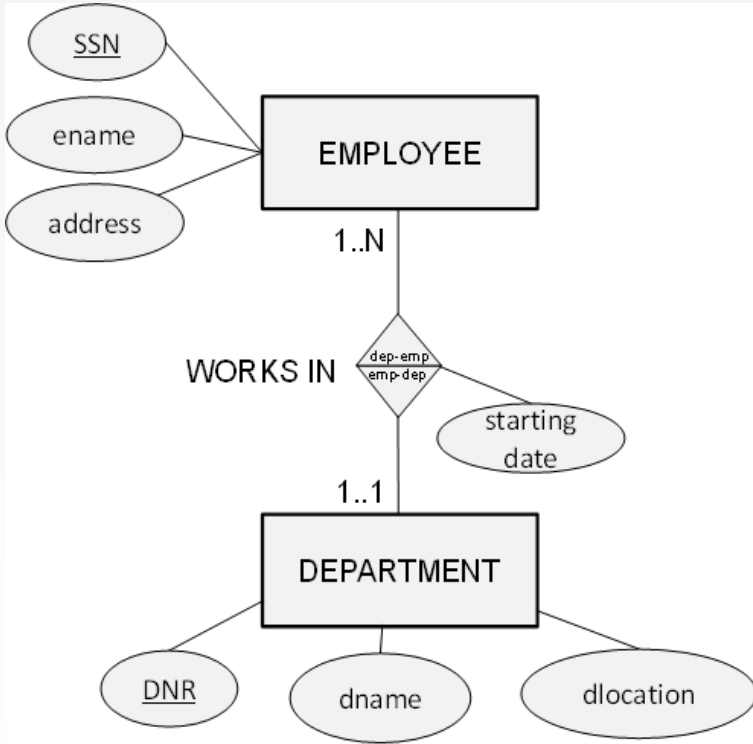 SSN
EMPLOYEE
ename
address
1..N
dep-emp
WORKS IN
emp-dep
starting
date
1..1
DEPARTMENT
DNR
dname
dlocation